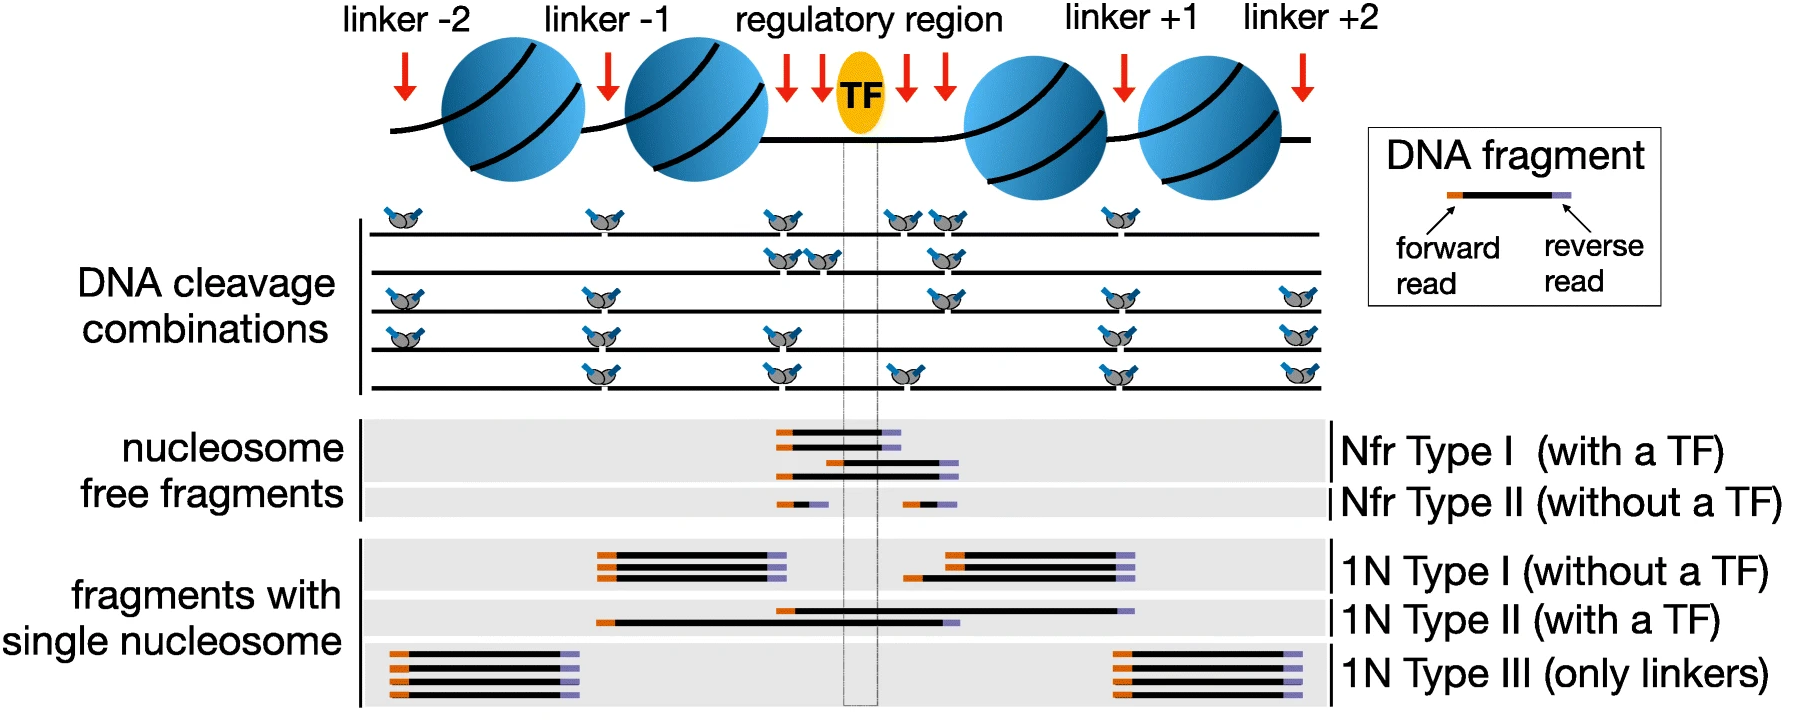 linker -2 linker -1 regulatory region linker +1 linker +2
TF
DNA fragment
forward read
reverse read
DNA cleavage
combinations
nucleosome
free fragments
Nfr Type I (with a TF)
Nfr Type II (without a TF)
fragments with
single nucleosome
1N Type I (without a TF)
1N Type II (with a TF)
1N Type III (only linkers)